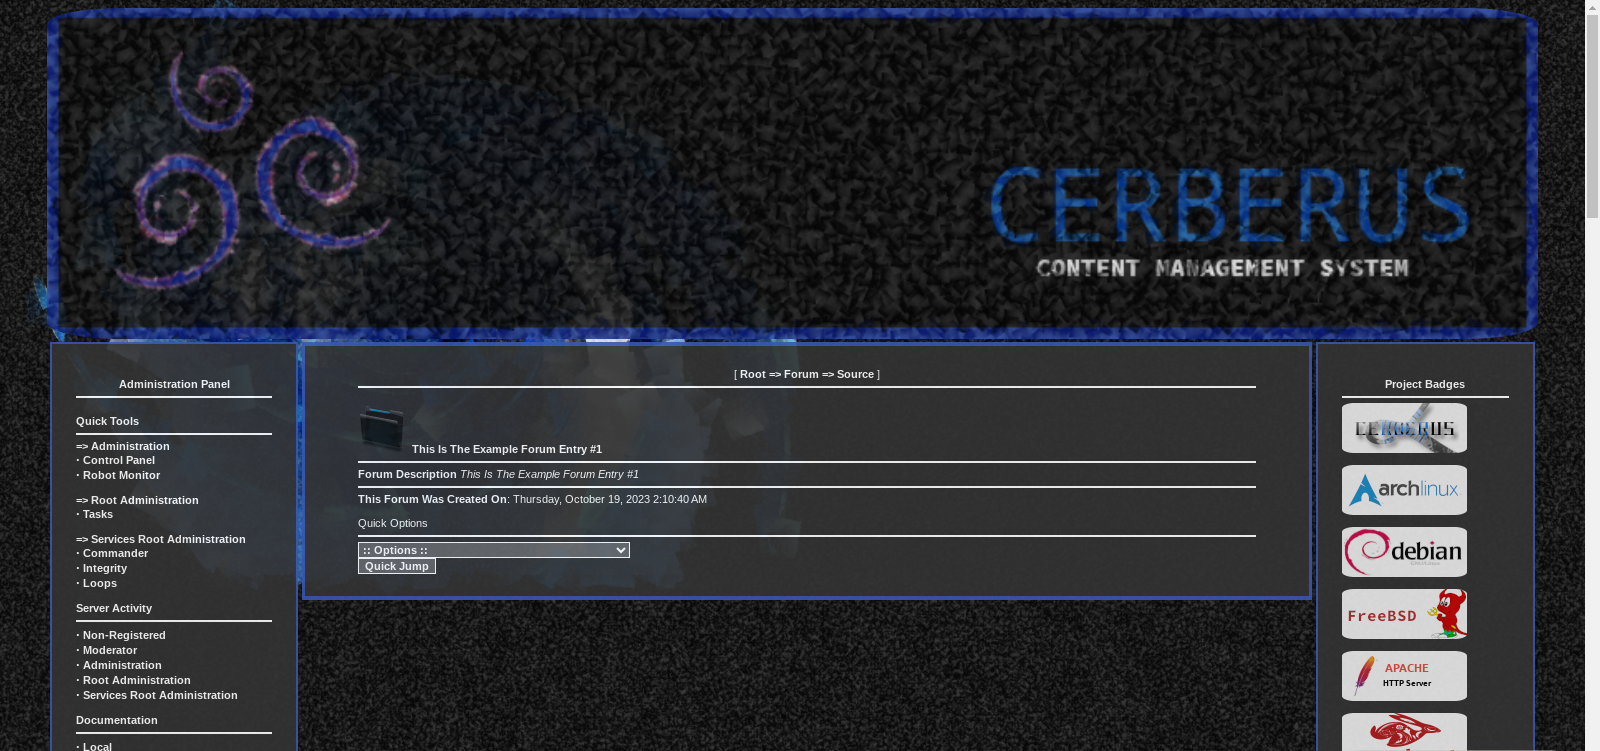 CERBERUS
CONTENT MANAGEMENT SYSTEM
Administration Panel
Quick Tools
=> Administration
· Control Panel
· Robot Monitor
=> Root Administration
· Tasks
=> Services Root Administration
· Commander
· Integrity
· Loops
Server Activity
· Non-Registered
· Moderator
· Administration
· Root Administration
· Services Root Administration
Documentation
· Local
[ Root => Forum => Source ]
This Is The Example Forum Entry #1
Forum Description This Is The Example Forum Entry #1
This Forum Was Created On: Thursday, October 19, 2023 2:10:40 AM
Quick Options
:: Options ::
Quick Jump
Project Badges
CERBERUS
archlinux
debian
FreeBSD
APACHE
HTTP Server